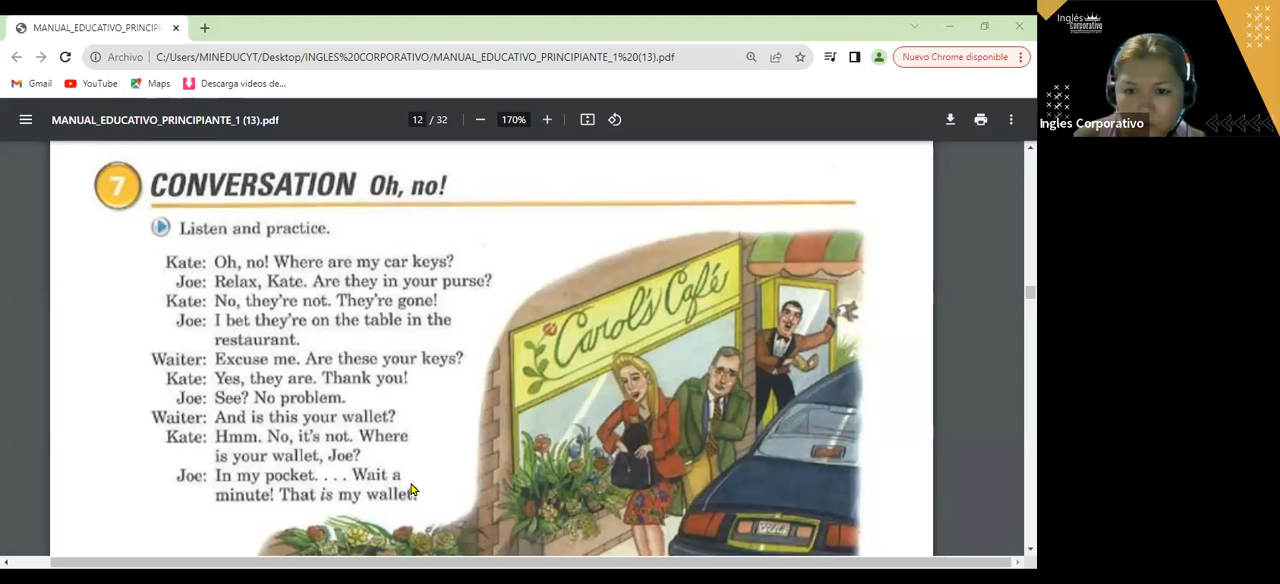 MANUAL_EDUCATIVO_PRINCIPI
Archivo C:/Users/MINEDUCYT/Desktop/INGLES%20CORPORATIVO/MANUAL_EDUCATIVO_PRINCIPIANTE_1%20(13).pdf Nuevo Chrome disponible
Gmail YouTube Maps Descarga videos de...
MANUAL_EDUCATIVO_PRINCIPIANTE_1 (13).pdf 12 / 32 170%
7 CONVERSATION Oh, no!
Listen and practice.
Kate: Oh, no! Where are my car keys?
Joe: Relax, Kate. Are they in your purse?
Kate: No, they're not. They're gone!
Joe: I bet they're on the table in the
restaurant.
Waiter: Excuse me. Are these your keys?
Kate: Yes, they are. Thank you!
Joe: See? No problem.
Waiter: And is this your wallet?
Kate: Hmm. No, it's not. Where
is your wallet, Joe?
Joe: In my pocket. . . . Wait a
minute! That is my wallet!
Carol's Café
Inglés
Corporativo
Ingles Corporativo